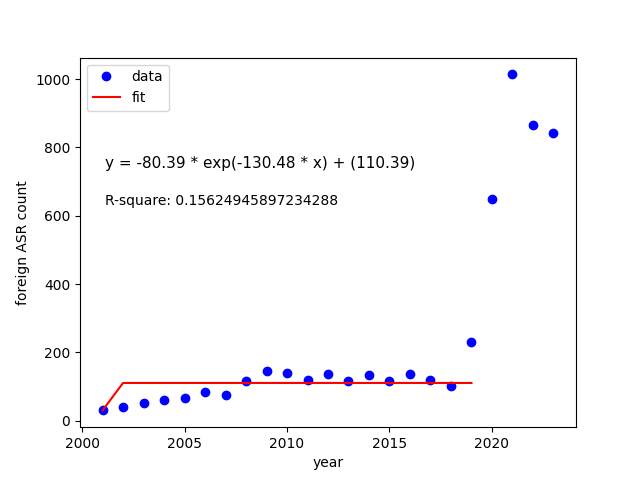 data
fit
y = -80.39 * exp(-130.48 * x) + (110.39)
R-square: 0.15624945897234288
foreign ASR count
1000
800
600
400
200
0
2000 2005 2010 2015 2020
year